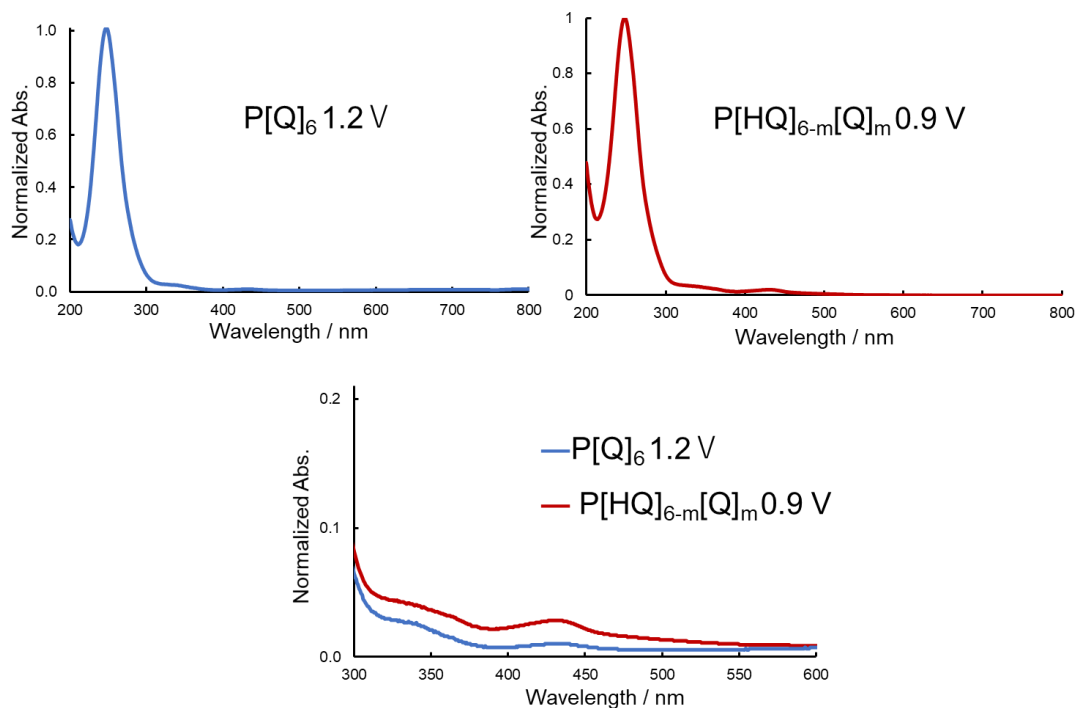 Normalized Abs.
1.0
0.8
0.6
0.4
0.2
0.0
P[Q]₆ 1.2 V
200 300 400 500 600 700 800
Wavelength / nm
Normalized Abs.
1
0.8
0.6
0.4
0.2
0
P[HQ]₆₋ₘ[Q]ₘ 0.9 V
200 300 400 500 600 700 800
Wavelength / nm
Normalized Abs.
0.2
0.1
0.0
P[Q]₆ 1.2 V
P[HQ]₆₋ₘ[Q]ₘ 0.9 V
300 350 400 450 500 550 600
Wavelength / nm